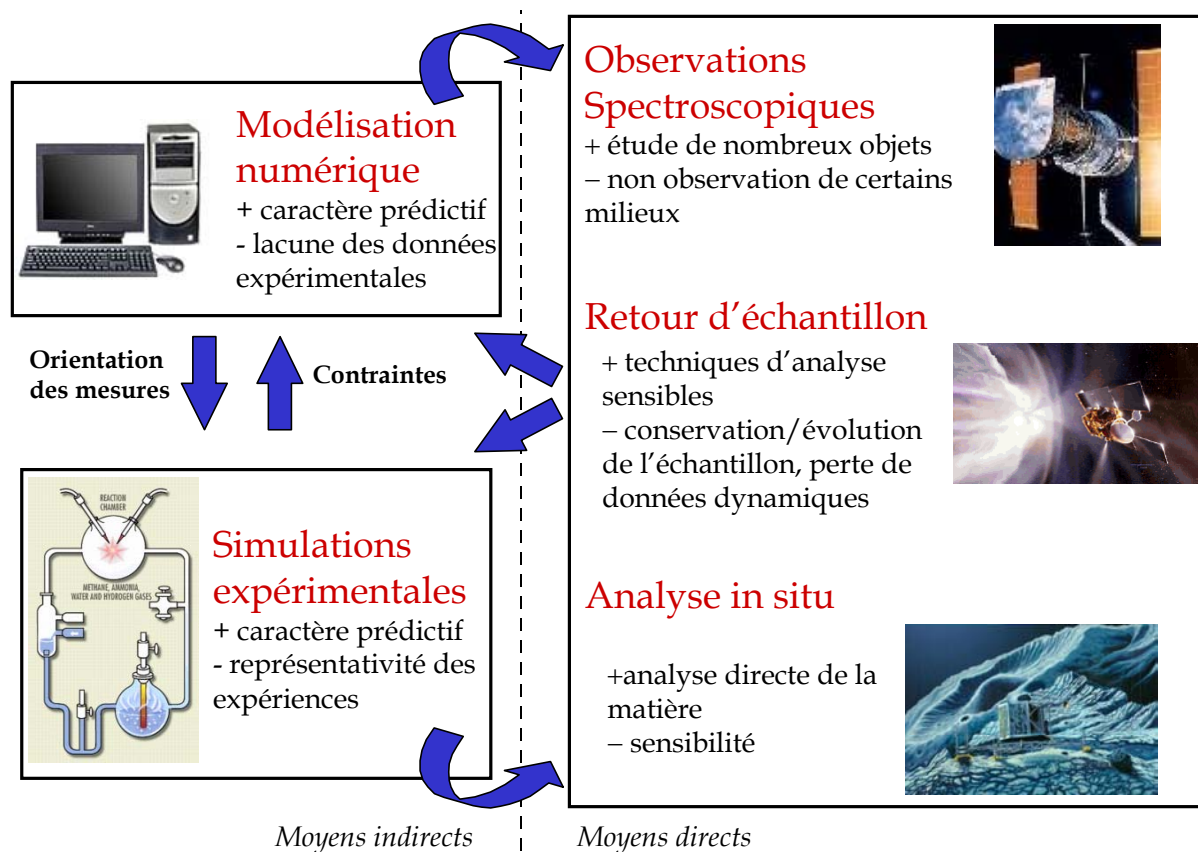 Modélisation
numérique
+ caractère prédictif
- lacune des données
expérimentales
Orientation
des mesures
Contraintes
REACTION
CHAMBER
METHANE, AMMONIA,
WATER AND HYDROGEN GASES
Simulations
expérimentales
+ caractère prédictif
- représentativité des
expériences
Moyens indirects
Observations
Spectroscopiques
+ étude de nombreux objets
– non observation de certains
milieux
Retour d’échantillon
+ techniques d’analyse
sensibles
– conservation/évolution
de l’échantillon, perte de
données dynamiques
Analyse in situ
+analyse directe de la
matière
– sensibilité
Moyens directs